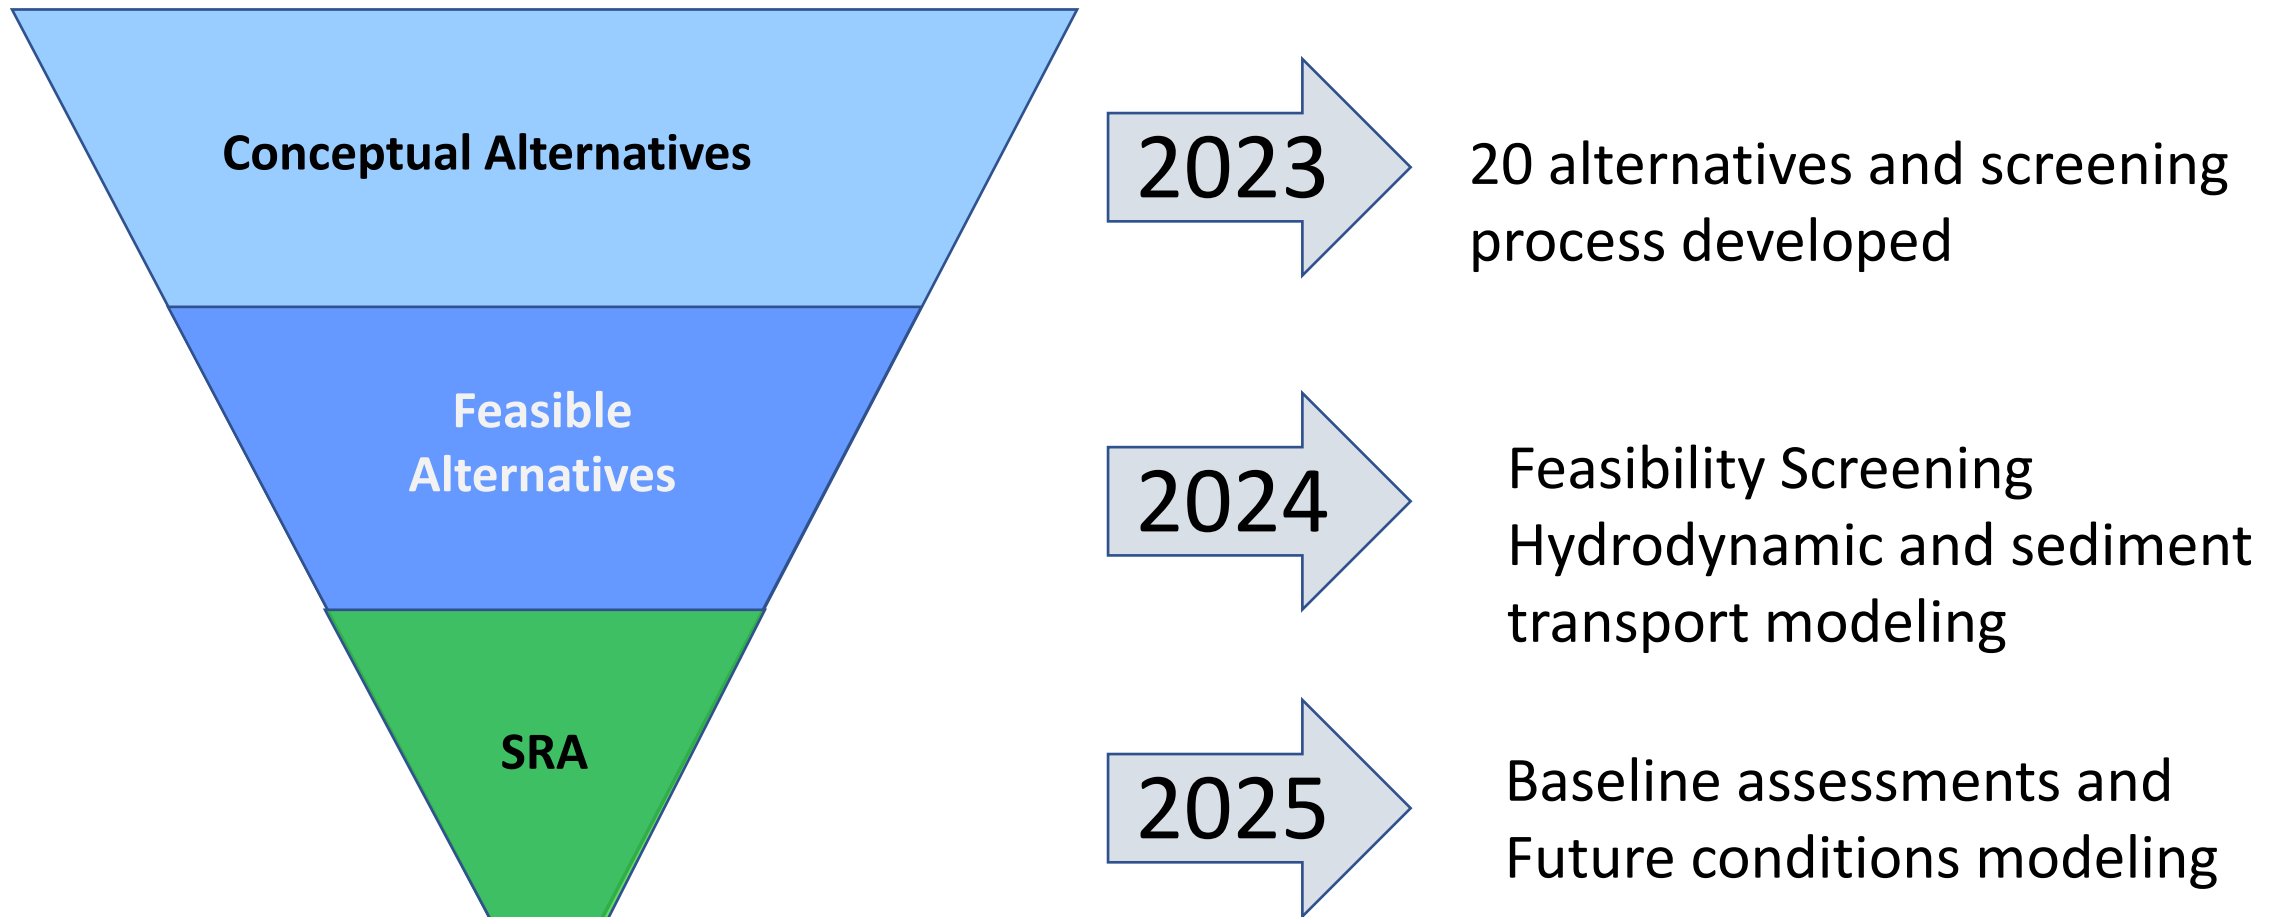 Conceptual Alternatives
2023
20 alternatives and screening
process developed
Feasible
Alternatives
2024
Feasibility Screening
Hydrodynamic and sediment
transport modeling
SRA
2025
Baseline assessments and
Future conditions modeling